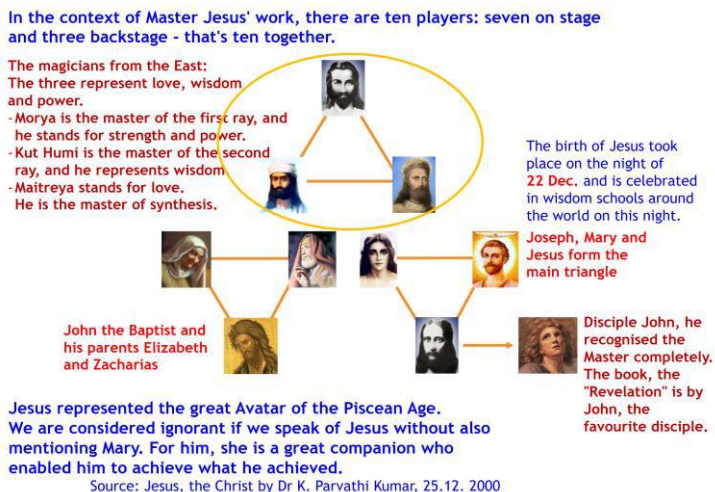 In the context of Master Jesus' work, there are ten players: seven on stage
and three backstage - that's ten together.
The magicians from the East:
The three represent love, wisdom
and power.
-Morya is the master of the first ray, and
he stands for strength and power.
-Kut Humi is the master of the second
ray, and he represents wisdom
-Maitreya stands for love.
He is the master of synthesis.
The birth of Jesus took
place on the night of
22 Dec. and is celebrated
in wisdom schools around
the world on this night.
Joseph, Mary and
Jesus form the
main triangle
John the Baptist and
his parents Elizabeth
and Zacharias
Disciple John, he
recognised the
Master completely.
The book, the
"Revelation" is by
John, the
favourite disciple.
Jesus represented the great Avatar of the Piscean Age.
We are considered ignorant if we speak of Jesus without also
mentioning Mary. For him, she is a great companion who
enabled him to achieve what he achieved.
Source: Jesus, the Christ by Dr K. Parvathi Kumar, 25.12. 2000